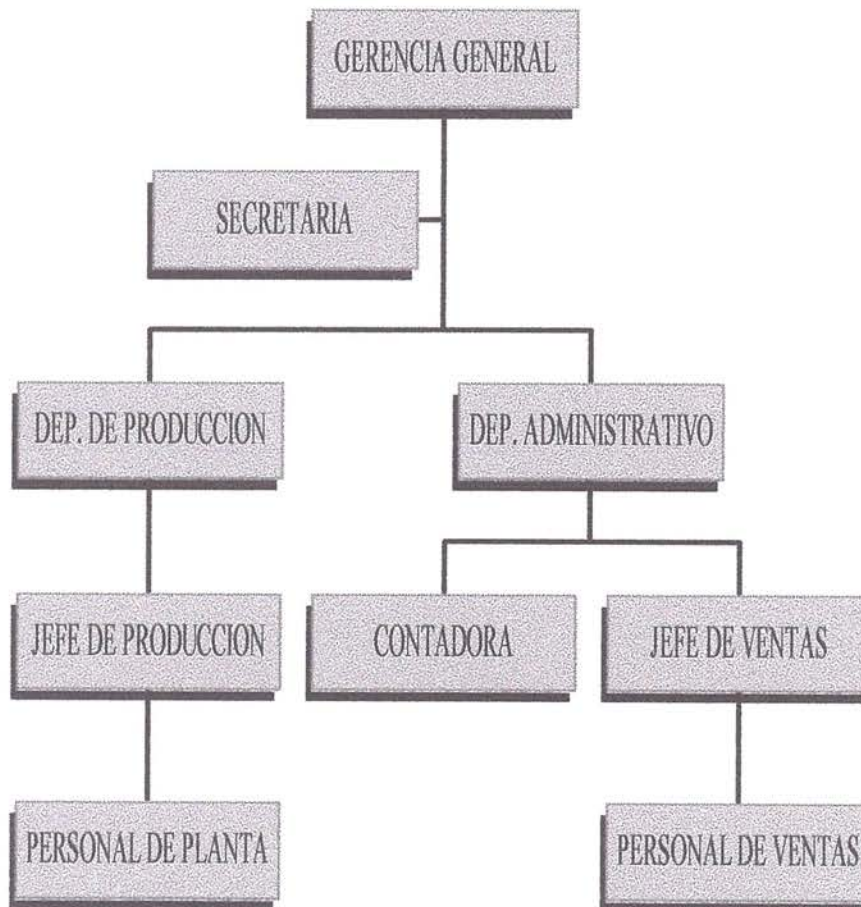 GERENCIA GENERAL
SECRETARIA
DEP. DE PRODUCCION
DEP. ADMINISTRATIVO
JEFE DE PRODUCCION
CONTADORA
JEFE DE VENTAS
PERSONAL DE PLANTA
PERSONAL DE VENTAS